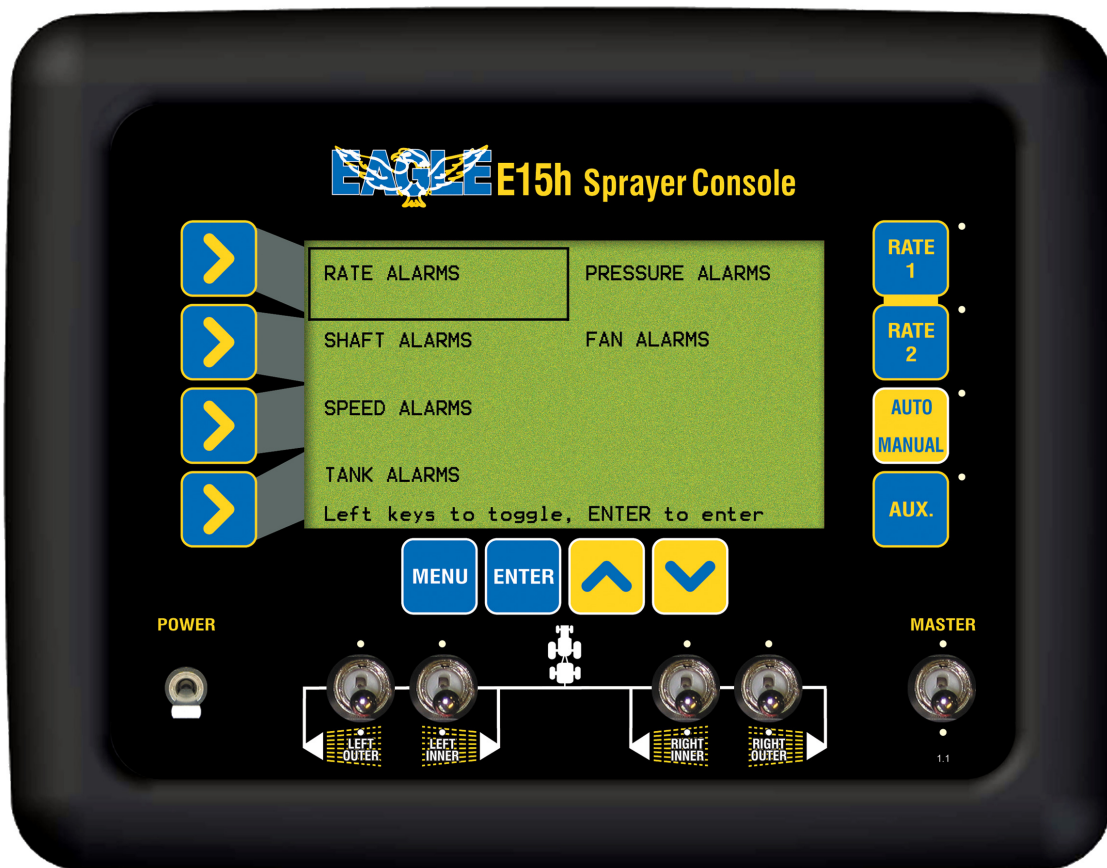 EAGLE E15h Sprayer Console
RATE ALARMS
PRESSURE ALARMS
SHAFT ALARMS
FAN ALARMS
SPEED ALARMS
TANK ALARMS
Left keys to toggle, ENTER to enter
RATE
1
RATE
2
AUTO
MANUAL
AUX.
MENU
ENTER
POWER
MASTER
LEFT
OUTER
LEFT
INNER
RIGHT
INNER
RIGHT
OUTER
1.1